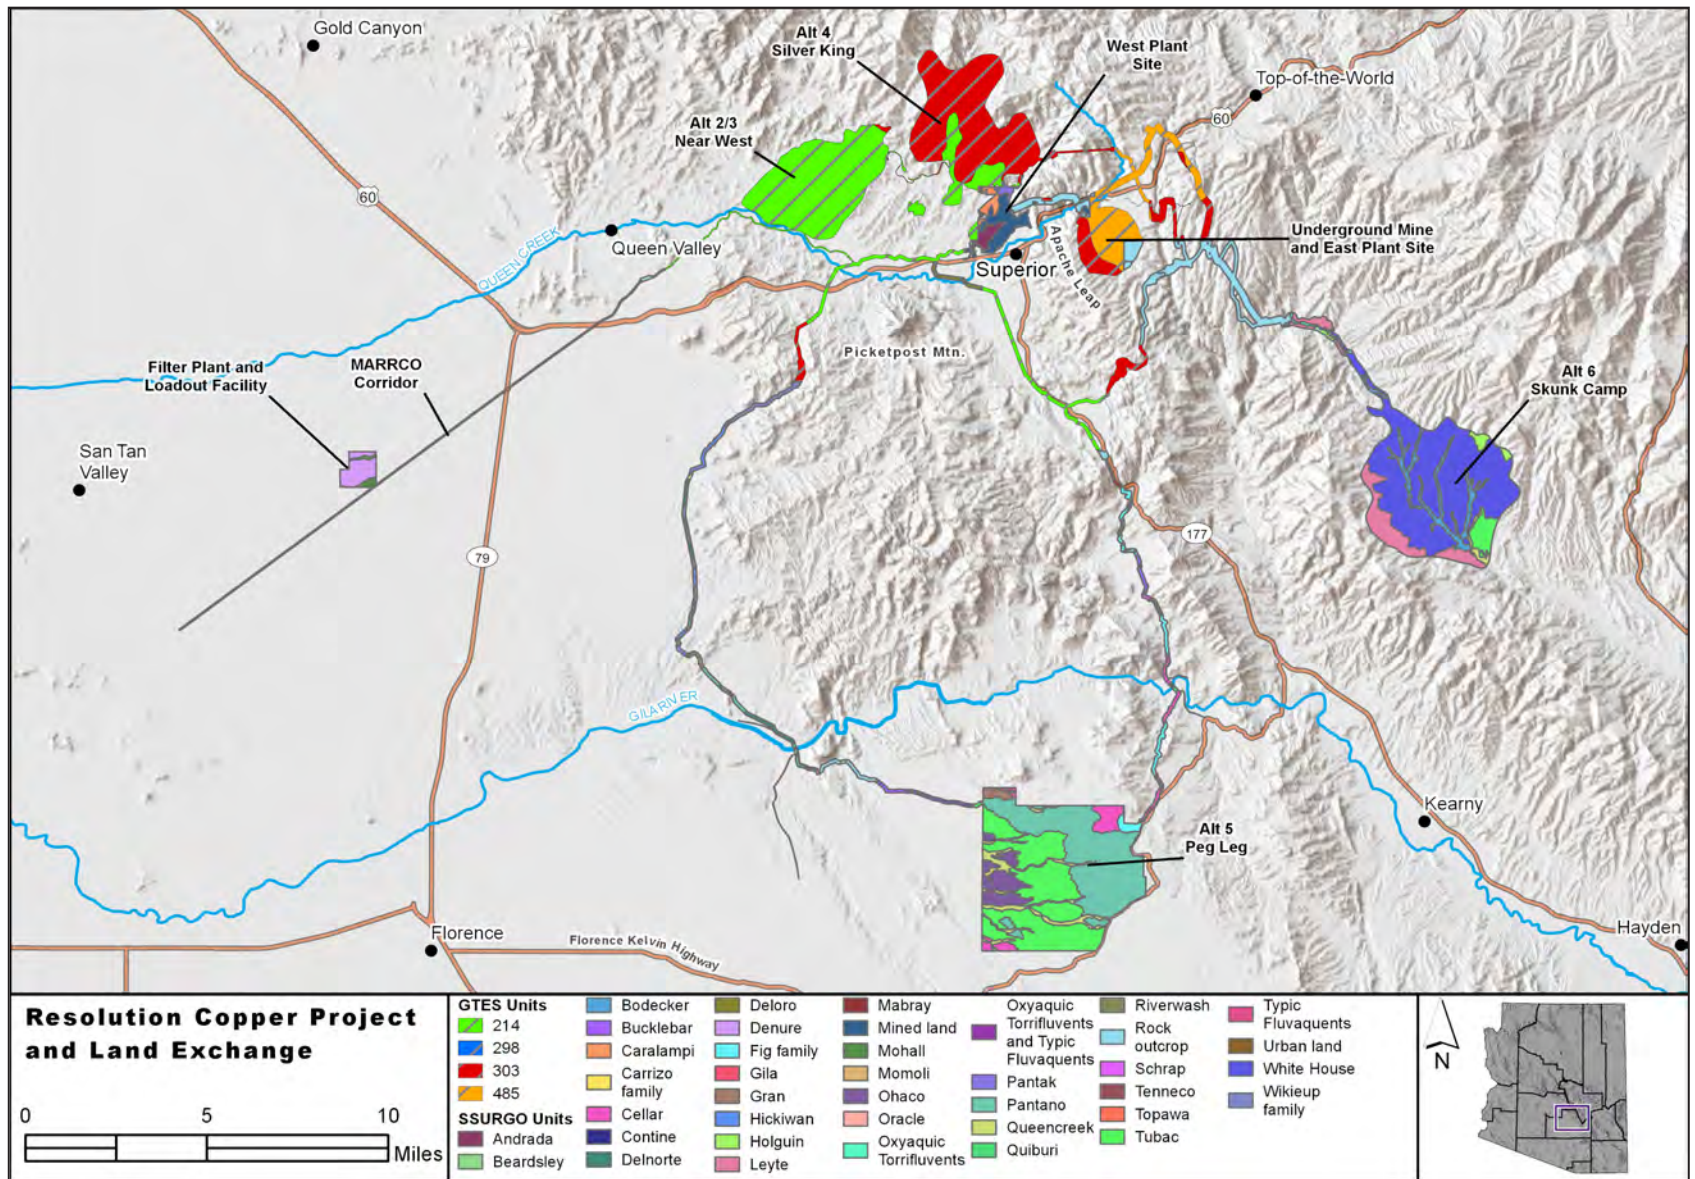 Gold Canyon
Alt 4
Silver King
West Plant
Site
Top-of-the-World
60
Alt 2/3
Near West
60
QUEEN CREEK
Queen Valley
Superior
Apache Leap
Underground Mine
and East Plant Site
Filter Plant and
Loadout Facility
MARRCO
Corridor
Picketpost Mtn.
Alt 6
Skunk Camp
San Tan
Valley
79
177
GILA RIVER
Kearny
Alt 5
Peg Leg
Florence
Florence Kelvin Highway
Hayden
Resolution Copper Project
and Land Exchange
0 5 10
Miles
GTES Units
214
298
303
485
SSURGO Units
Andrada
Beardsley
Bodecker
Bucklebar
Caralampi
Carrizo
family
Cellar
Contine
Delnorte
Deloro
Denure
Fig family
Gila
Gran
Hickiwan
Holguin
Leyte
Mabray
Mined land
Mohall
Momoli
Ohaco
Oracle
Oxyaquic
Torrifluvents
Oxyaquic
Torrifluvents
and Typic
Fluvaquents
Pantak
Pantano
Queencreek
Quiburi
Riverwash
Rock
outcrop
Schrap
Tenneco
Topawa
Tubac
Typic
Fluvaquents
Urban land
White House
Wikieup
family
N